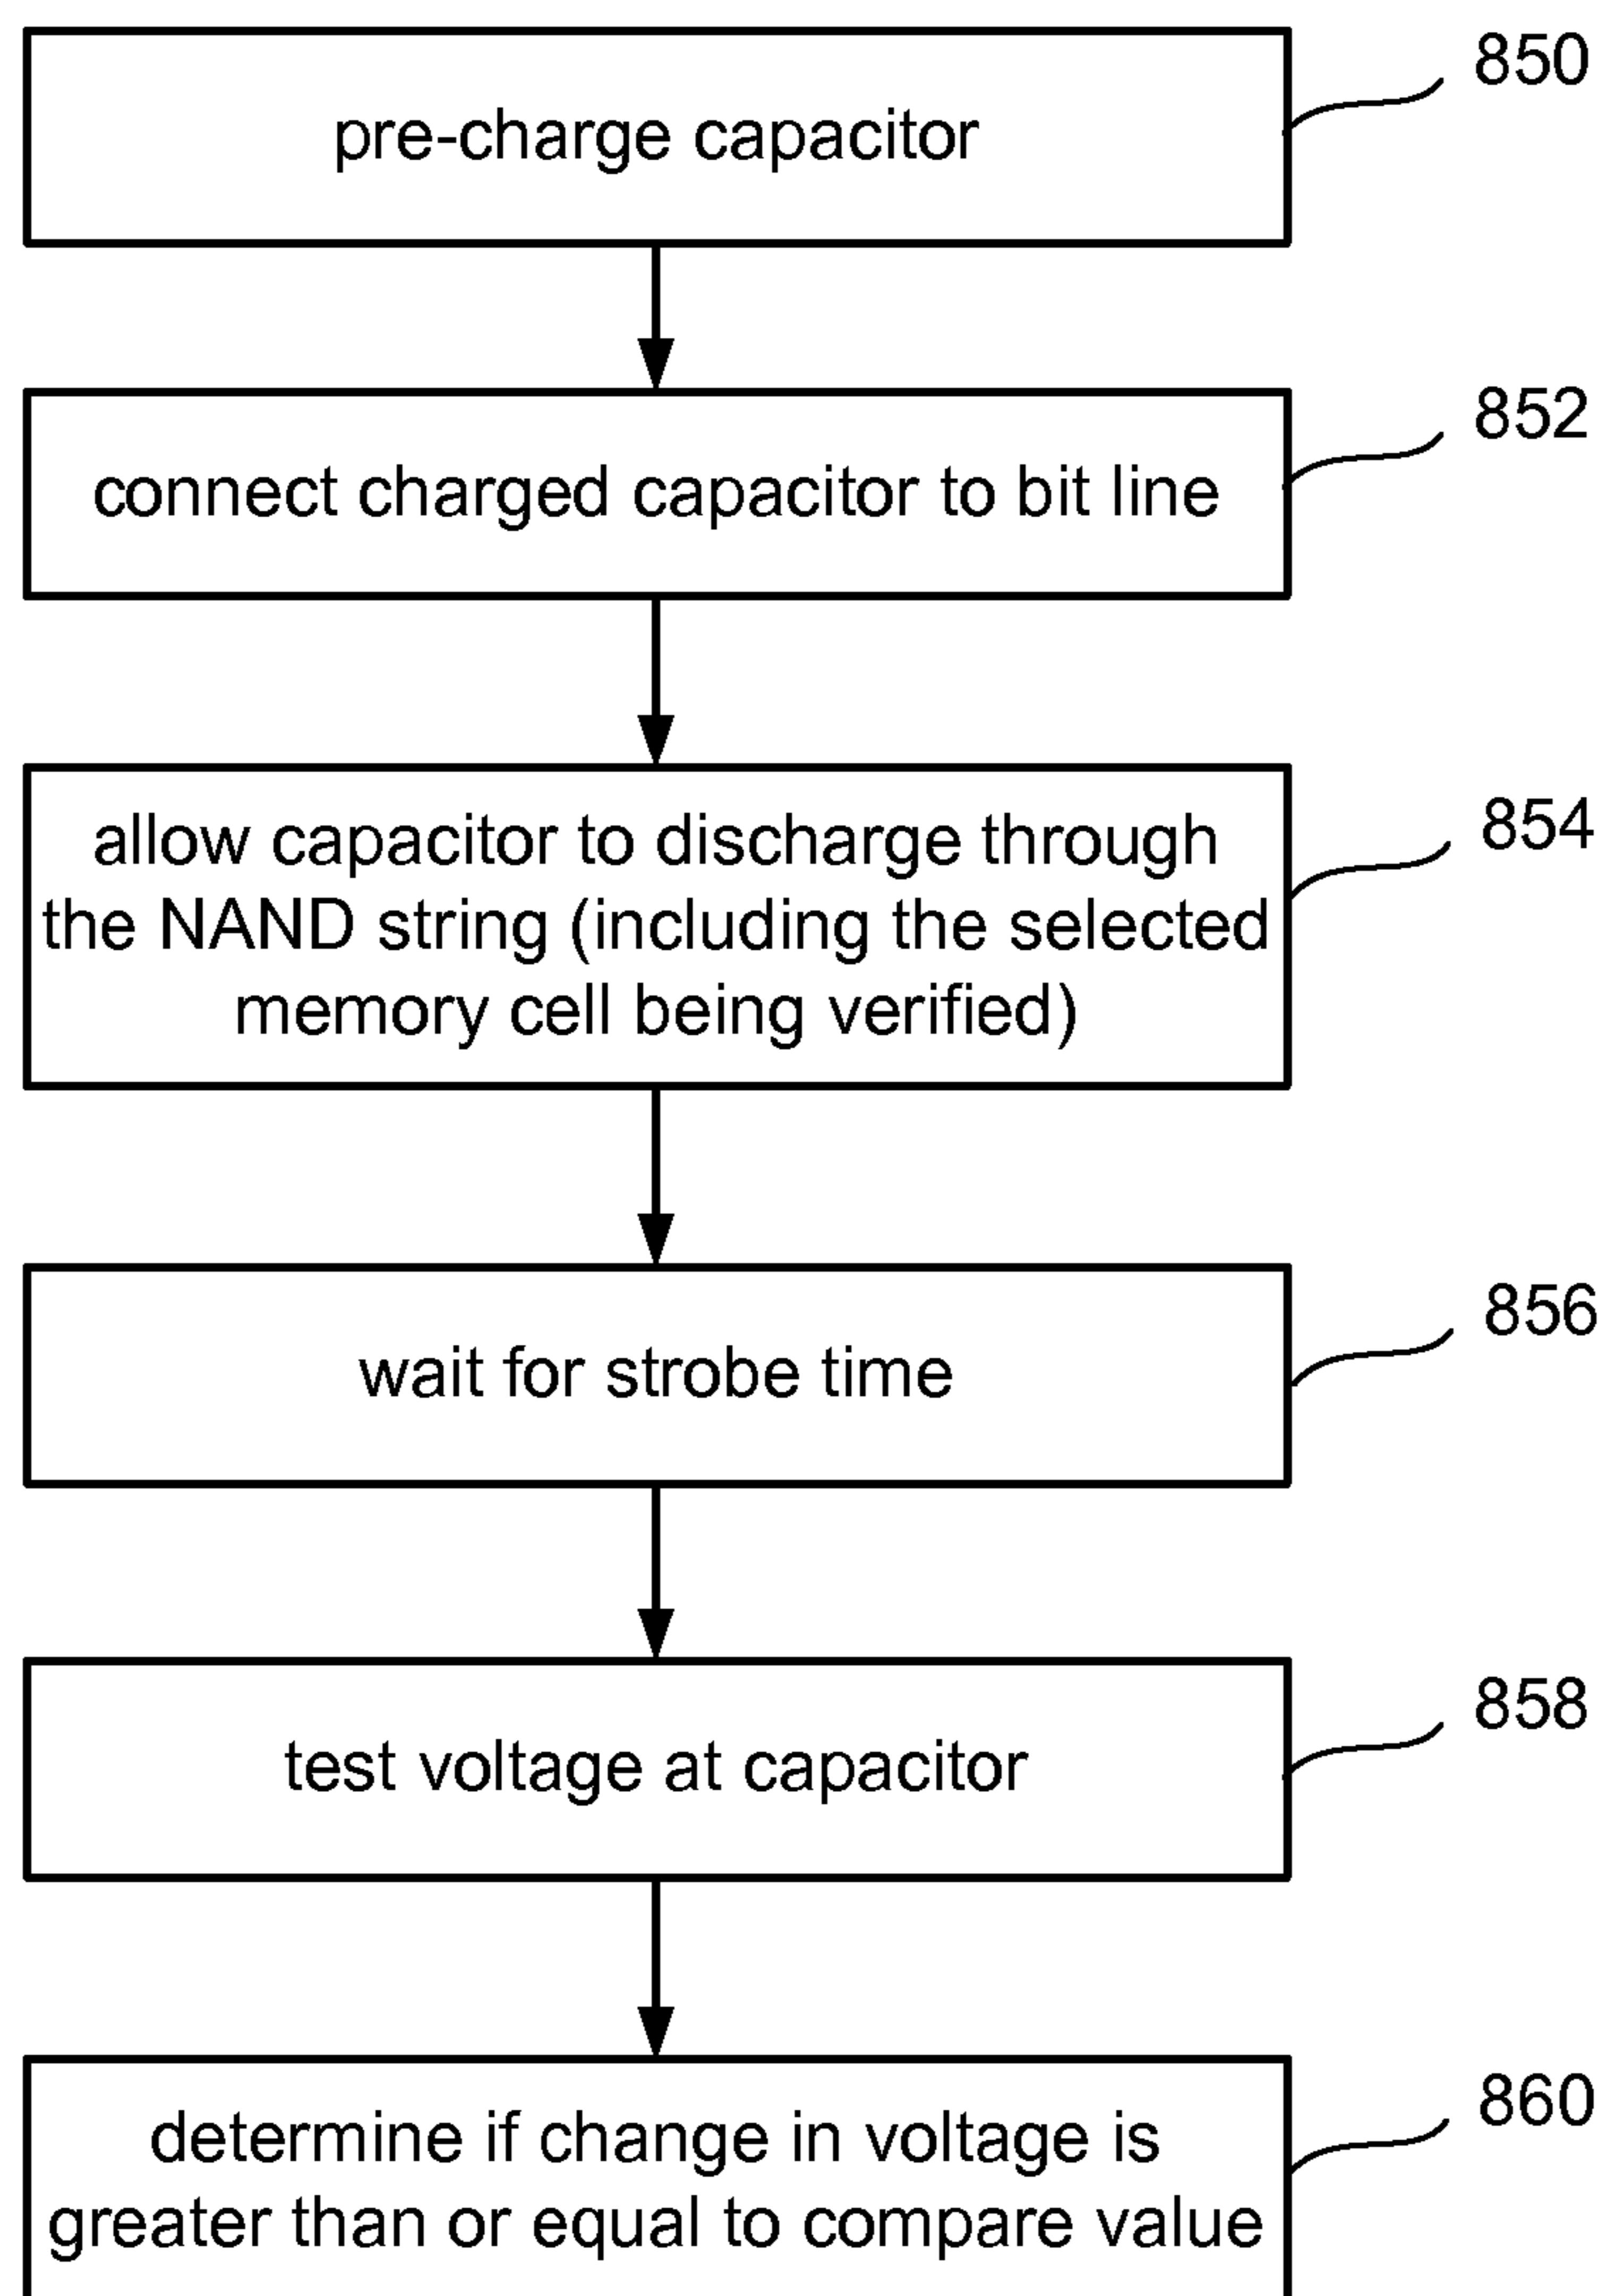 pre-charge capacitor
850
connect charged capacitor to bit line
852
allow capacitor to discharge through
the NAND string (including the selected
memory cell being verified)
854
wait for strobe time
856
test voltage at capacitor
858
determine if change in voltage is
greater than or equal to compare value
860